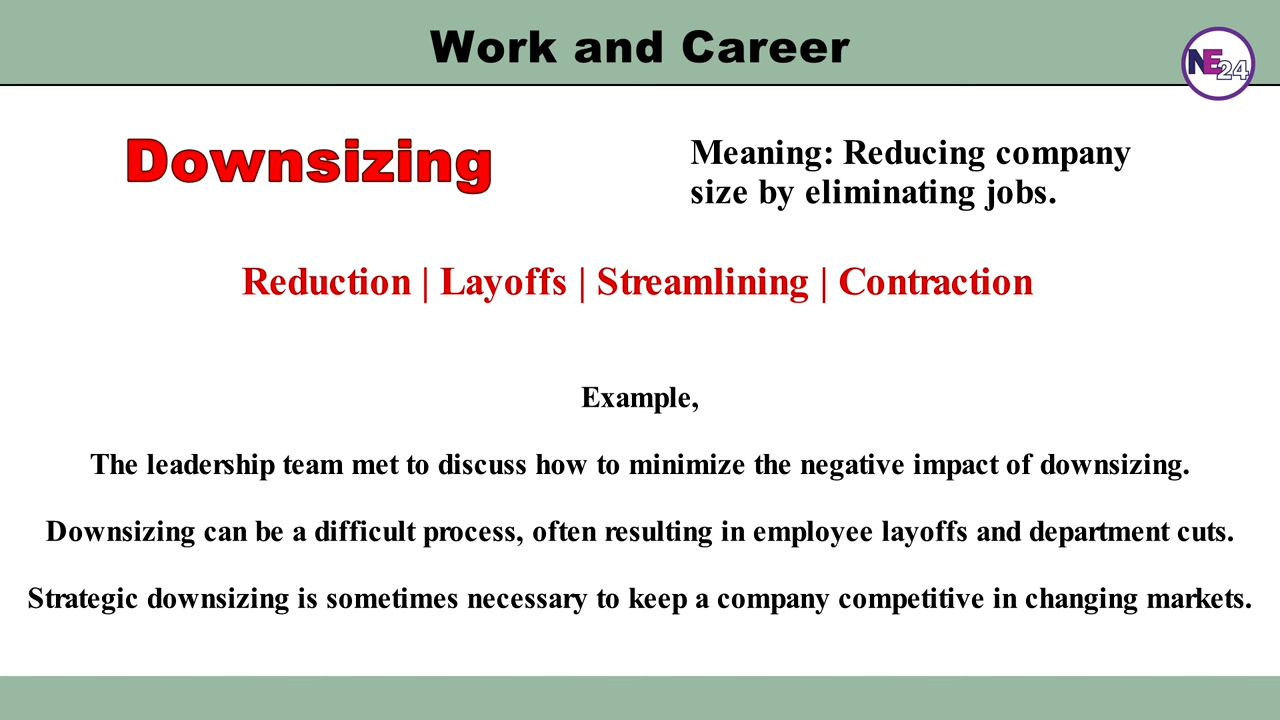 Work and Career
NE24
Downsizing
Meaning: Reducing company
size by eliminating jobs.
Reduction | Layoffs | Streamlining | Contraction
Example,
The leadership team met to discuss how to minimize the negative impact of downsizing.
Downsizing can be a difficult process, often resulting in employee layoffs and department cuts.
Strategic downsizing is sometimes necessary to keep a company competitive in changing markets.